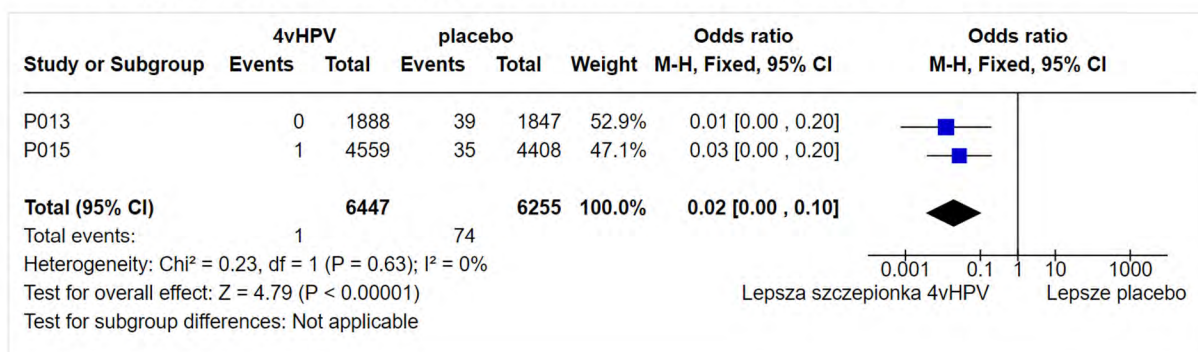 4vHPV placebo Odds ratio Odds ratio
Study or Subgroup Events Total Events Total Weight M-H, Fixed, 95% CI M-H, Fixed, 95% CI
P013 0 1888 39 1847 52.9% 0.01 [0.00 , 0.20]
P015 1 4559 35 4408 47.1% 0.03 [0.00 , 0.20]
Total (95% CI) 6447 6255 100.0% 0.02 [0.00 , 0.10]
Total events: 1 74
Heterogeneity: Chi² = 0.23, df = 1 (P = 0.63); I² = 0%
0.001 0.1 1 10 1000
Test for overall effect: Z = 4.79 (P < 0.00001)
Lepsza szczepionka 4vHPV Lepsze placebo
Test for subgroup differences: Not applicable